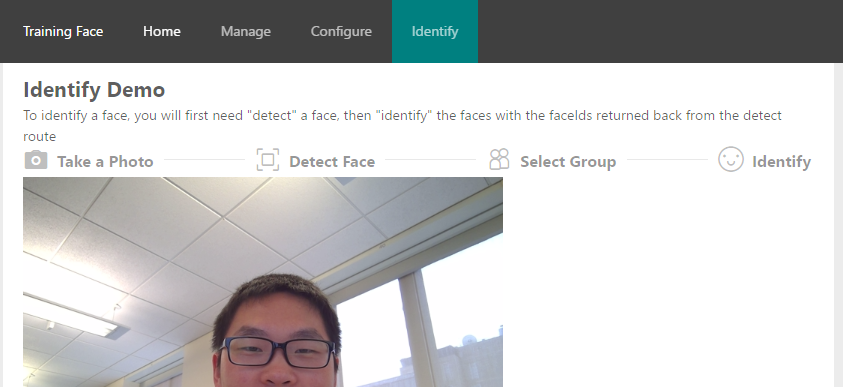 Training Face Home Manage Configure Identify
Identify Demo
To identify a face, you will first need "detect" a face, then "identify" the faces with the faceIds returned back from the detect
route
Take a Photo Detect Face Select Group Identify